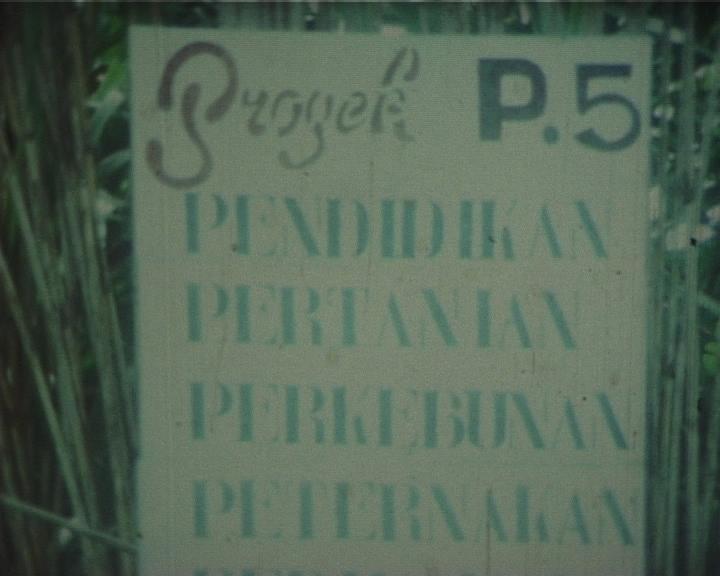 Proyek P.5
PENDIDIKAN
PERTANIAN
PERKEBUNAN
PETERNAKAN